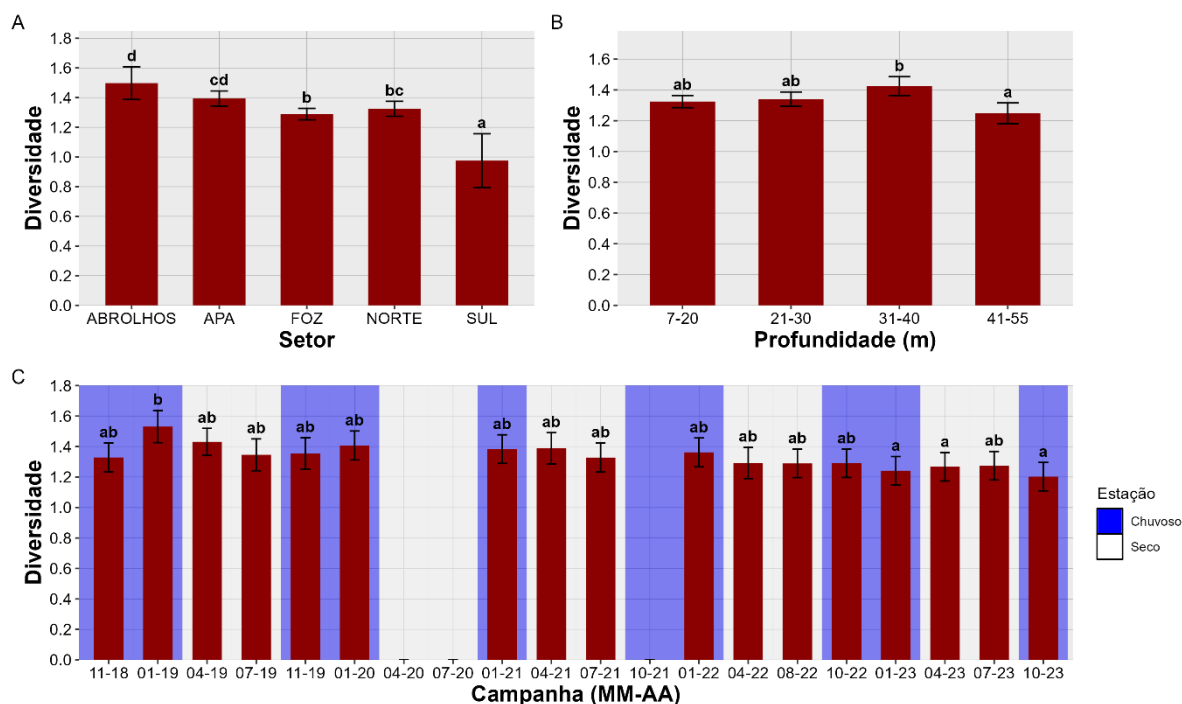 A
Diversidade
1.8
1.6
1.4
1.2
1.0
0.8
0.6
0.4
0.2
0.0
d
cd
b
bc
a
ABROLHOS APA FOZ NORTE SUL
Setor
B
Diversidade
1.6
1.4
1.2
1.0
0.8
0.6
0.4
0.2
0.0
ab
ab
b
a
7-20 21-30 31-40 41-55
Profundidade (m)
C
Diversidade
1.8
1.6
1.4
1.2
1.0
0.8
0.6
0.4
0.2
0.0
ab b ab ab ab ab ab ab ab ab ab ab ab a a ab a
11-18 01-19 04-19 07-19 11-19 01-20 04-20 07-20 01-21 04-21 07-21 10-21 01-22 04-22 08-22 10-22 01-23 04-23 07-23 10-23
Campanha (MM-AA)
Estação
Chuvoso
Seco